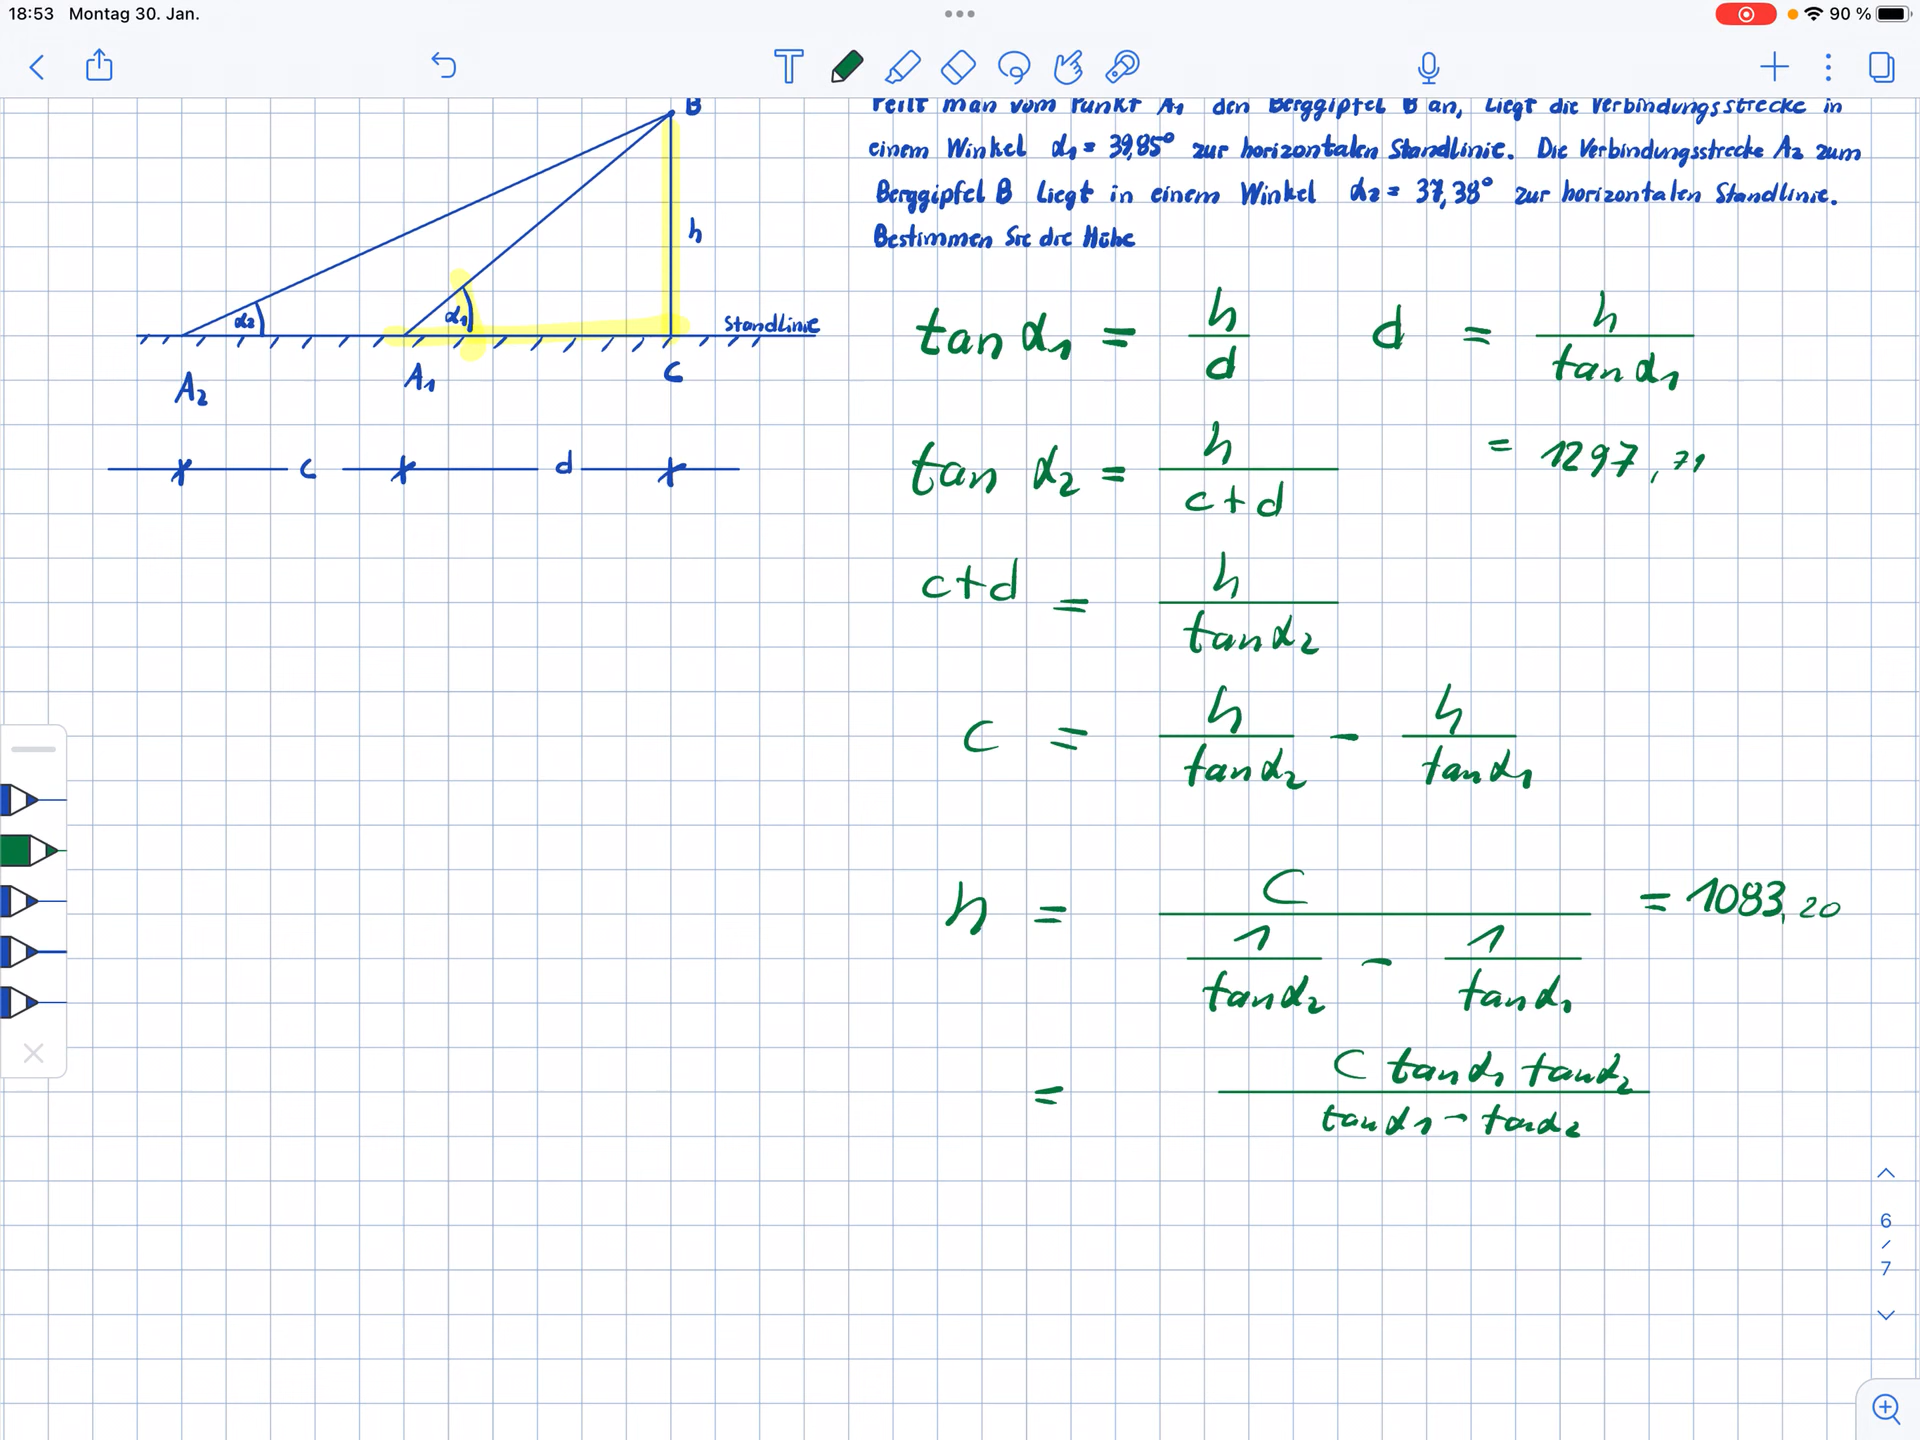 18:53 Montag 30. Jan.
90 %
Peilt man vom Punkt A1 den Berggipfel B an, Liegt die Verbindungsstrecke in
einem Winkel α1 = 39,85° zur horizontalen Standlinie. Die Verbindungsstrecke A2 zum
Berggipfel B Liegt in einem Winkel α2 = 37,38° zur horizontalen Standlinie.
Bestimmen Sie die Höhe
B
h
α2
α1
Standlinie
A2 A1 C
c d
tan α1 = h/d d = h/tan α1
= 1297,71
tan α2 = h/(c+d)
c+d = h/tan α2
c = h/tan α2 - h/tan α1
h = C/(1/tan α2 - 1/tan α1) = 1083,20
= C tan α1 tan α2/(tan α1 - tan α2)
6
/
7